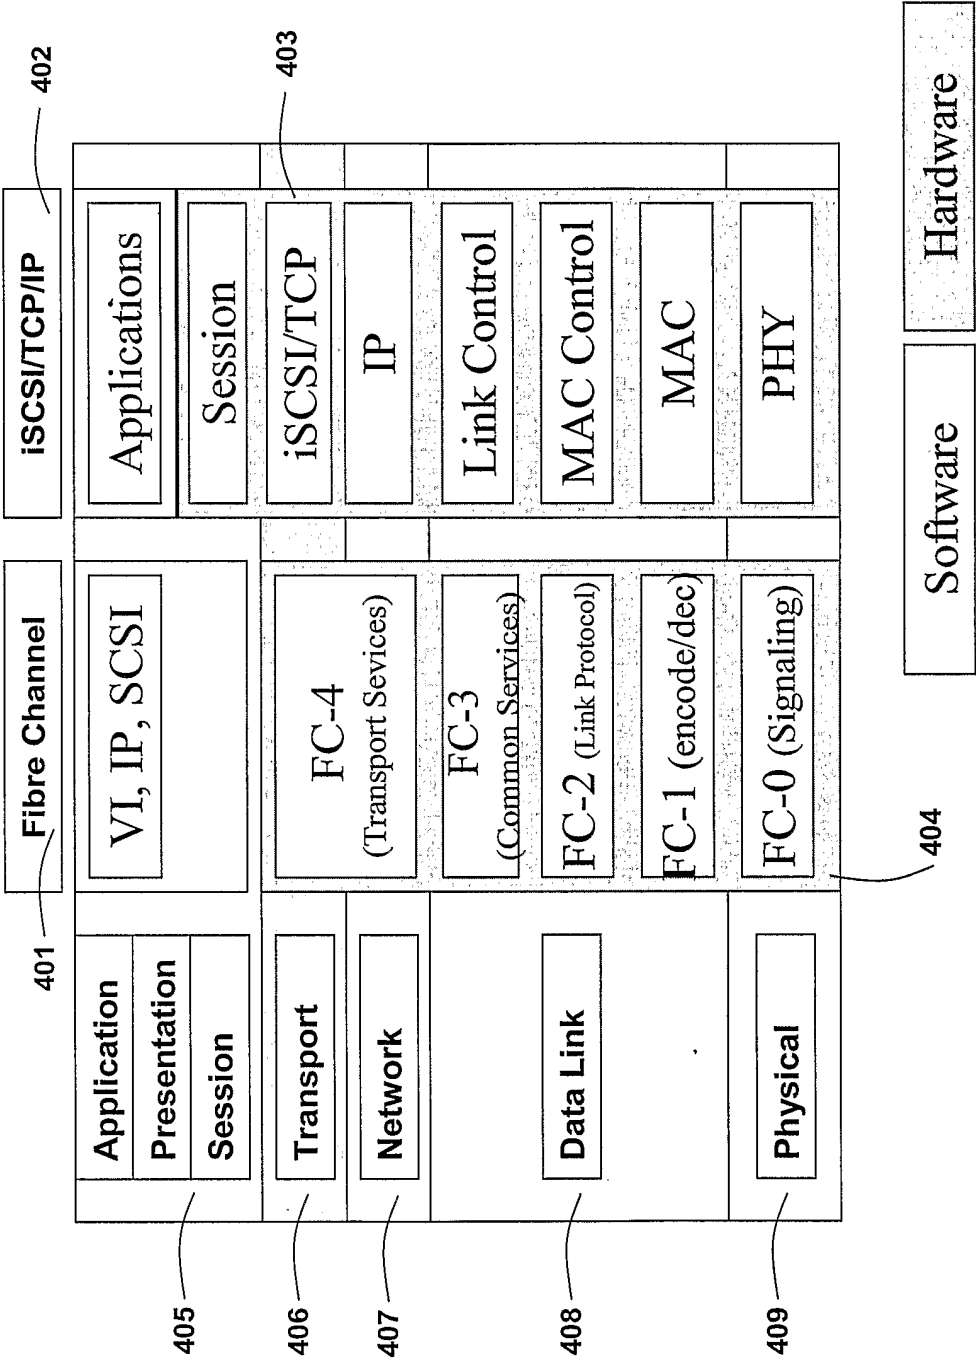 401
Fibre Channel
iSCSI/TCP/IP
402
405
Application
Presentation
Session
VI, IP, SCSI
Applications
Session
406
Transport
FC-4
(Transport Sevices)
iSCSI/TCP
403
407
Network
IP
408
Data Link
FC-3
(Common Services)
Link Control
FC-2 (Link Protocol)
MAC Control
FC-1 (encode/dec)
MAC
409
Physical
FC-0 (Signaling)
PHY
404
Software
Hardware